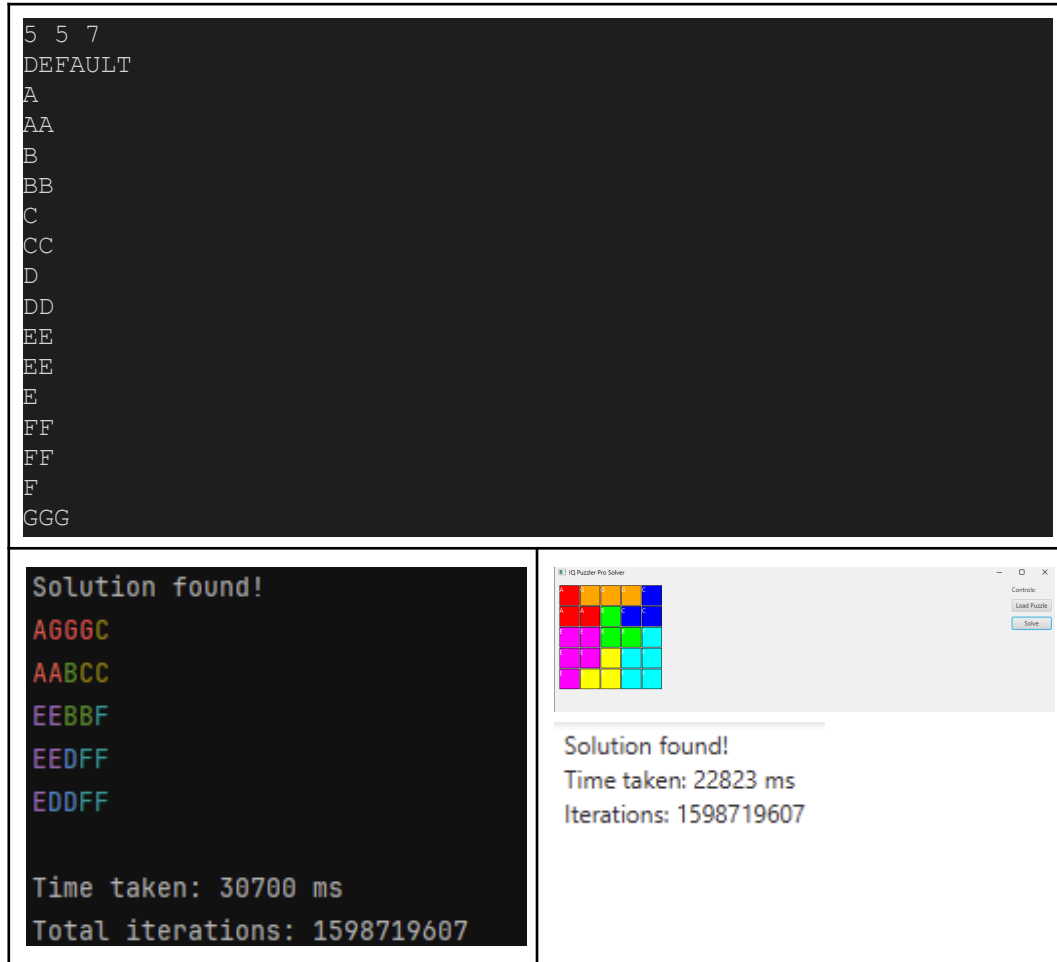 5 5 7
DEFAULT
A
AA
B
BB
C
CC
D
DD
EE
EE
E
FF
FF
F
GGG
Solution found!
AGGGC
AABCC
EEBBF
EEDFF
EDDFF
Time taken: 30700 ms
Total iterations: 1598719607
IQ Puzzler Pro Solver
Controls:
Load Puzzle
Solve
A G G G C
A A B C C
E E B B
E E
E
Solution found!
Time taken: 22823 ms
Iterations: 1598719607